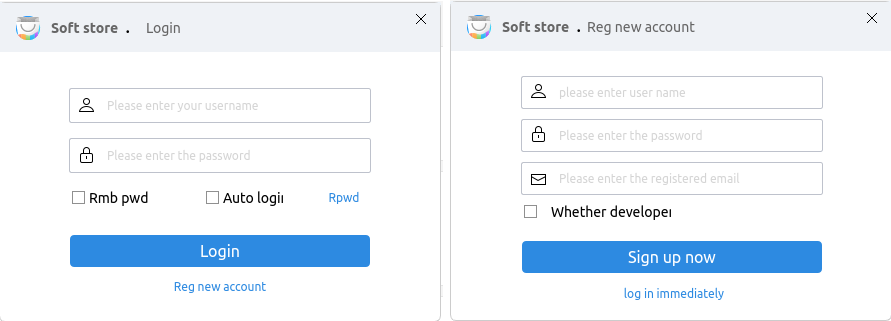 Soft store . Login
Please enter your username
Please enter the password
Rmb pwd Auto login Rpwd
Login
Reg new account
Soft store . Reg new account
please enter user name
Please enter the password
Please enter the registered email
Whether developer
Sign up now
log in immediately